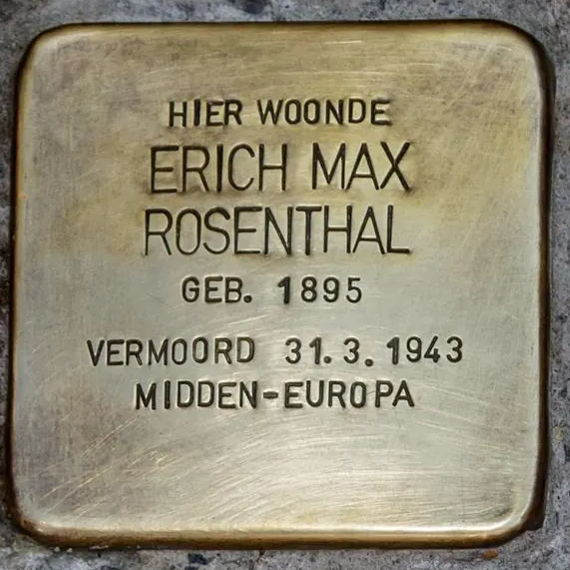 HIER WOONDE
ERICH MAX
ROSENTHAL
GEB. 1895
VERMOORD 31.3.1943
MIDDEN-EUROPA